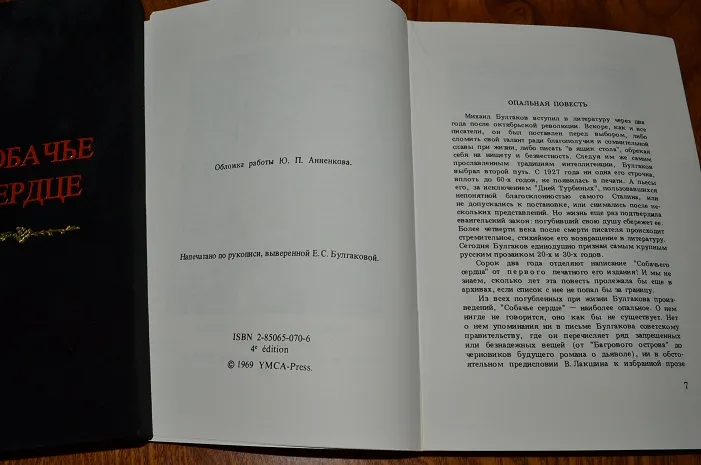 ОБАЧЬЕ
ЕРДЦЕ
Обложка работы Ю. П. Анненкова.
Напечатано по рукописи, выверенной Е. С. Булгаковой.
ISBN 2-85065-070-6
4e édition
© 1969 YMCA-Press.
ОПАЛЬНАЯ ПОВЕСТЬ
Михаил Булгаков вступил в литературу через два
года после октябрьской революции. Вскоре, как и все
писатели, он был поставлен перед выбором, либо
сломить свой талант ради благополучия и сомнительной
славы при жизни, либо писать "в ящик стола", обрекая
себя на нищету и безвестность. Следуя им же самим
прославленным традициям интеллигенции, Булгаков
выбрал второй путь. С 1927 года ни одна его строчка,
вплоть до 60-х годов, не появилась в печати. А пьесы
его, за исключением "Дней Турбиных", пользовавшихся
непонятной благосклонностью самого Сталина, или
не допускались к постановке, или снимались после не-
скольких представлений. Но жизнь еще раз подтвердила
евангельский закон: погубивший свою душу сбережет ее.
Более четверти века после смерти писателя происходит
стремительное, стихийное его возвращение в литературу.
Сегодня Булгаков единодушно признан самым крупным
русским прозаиком 20-х и 30-х годов.
Сорок два года отделяют написание "Собачьего
сердца" от первого печатного его издания! И мы не
знаем, сколько лет эта повесть пролежала бы еще в
архивах, если список с нее не попал бы за границу.
Из всех погубленных при жизни Булгакова произ-
ведений, "Собачье сердце" — наиболее опальное. О нем
нигде не говорится, оно как бы не существует. Нет
о нем упоминания ни в письме Булгакова советскому
правительству, где он перечисляет ряд запрещенных
или безнадежных вещей (от "Багрового острова" до
черновиков будущего романа о дьяволе), ни в обсто-
ятельном предисловии В. Лакшина к избранной прозе
7